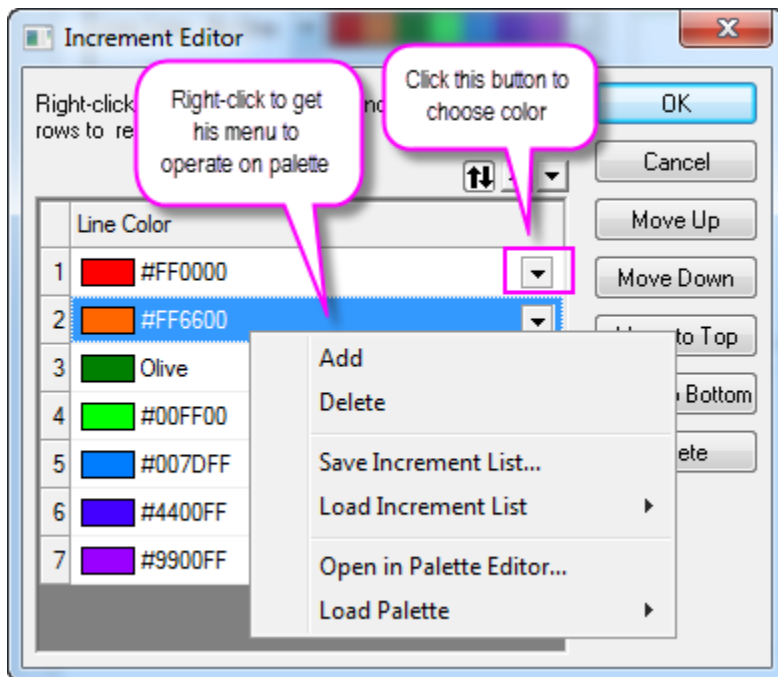 Increment Editor
Right-click
rows to
Right-click to get
his menu to
operate on palette
Click this button to
choose color
OK
Cancel
Move Up
Move Down
to Top
Bottom
Line Color
1 #FF0000
2 #FF6600
3 Olive
4 #00FF00
5 #007DFF
6 #4400FF
7 #9900FF
Add
Delete
Save Increment List...
Load Increment List
Open in Palette Editor...
Load Palette